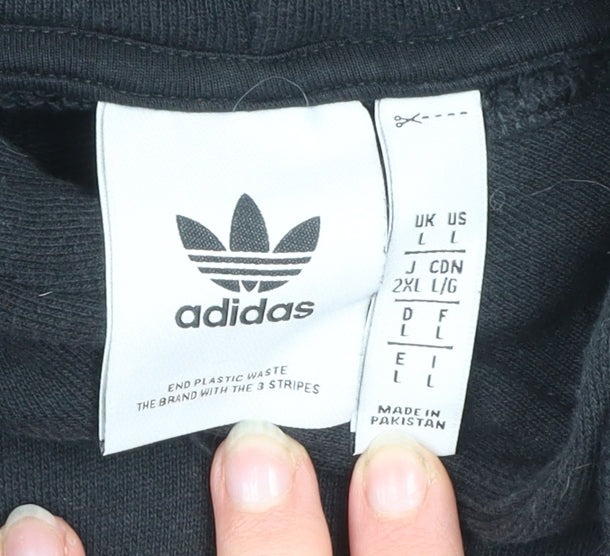 adidas
END PLASTIC WASTE
THE BRAND WITH THE 3 STRIPES
UK US
L L
J CDN
2XL L/G
D F
L L
E I
L L
MADE IN
PAKISTAN